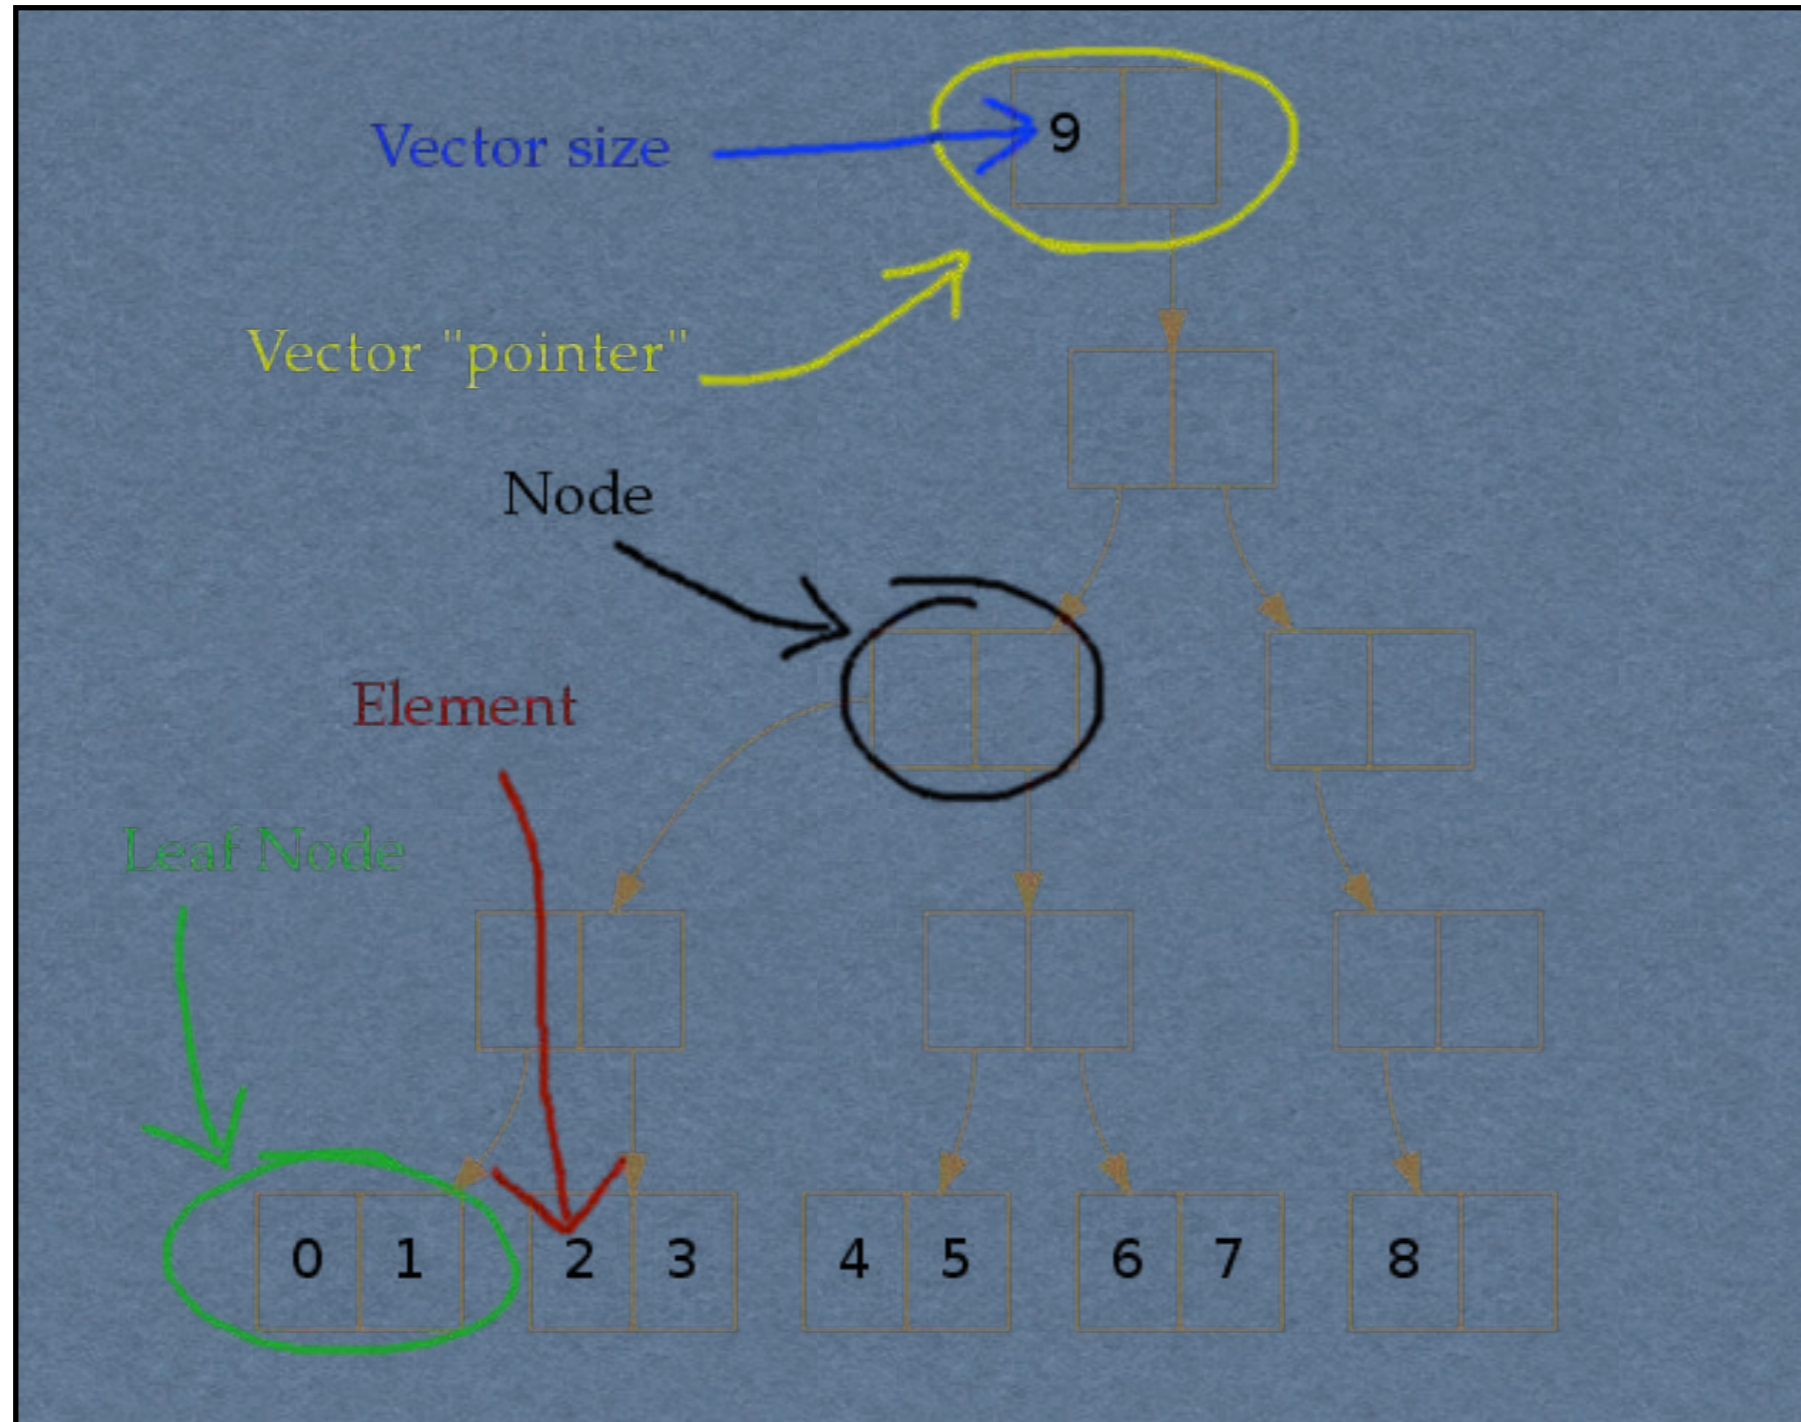 Vector size
9
Vector "pointer"
Node
Element
Leaf Node
0 1 2 3 4 5 6 7 8